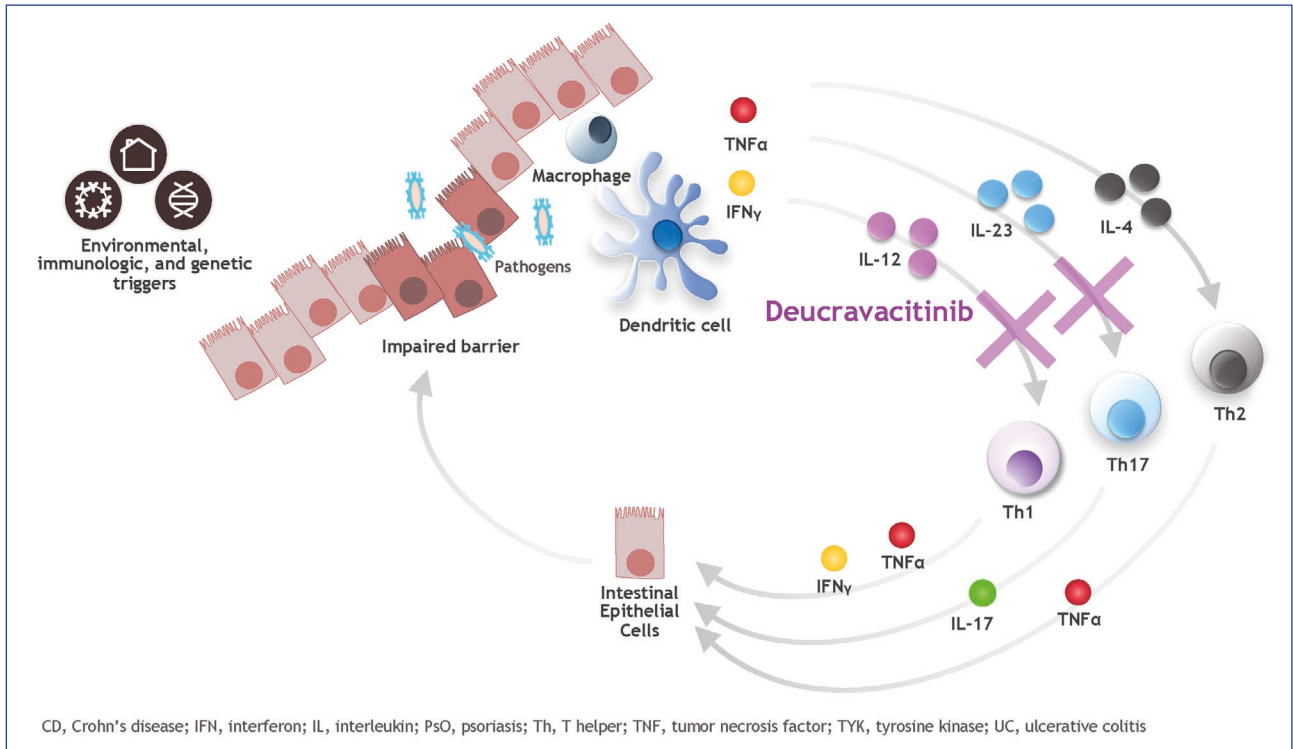 TNFα
Macrophage
IFNγ
IL-23
IL-4
IL-12
Environmental,
immunologic, and genetic
triggers
Pathogens
Deucravacitinib
Dendritic cell
Impaired barrier
Th2
Th17
Th1
TNFα
IFNγ
Intestinal
Epithelial
Cells
IL-17
TNFα
CD, Crohn’s disease; IFN, interferon; IL, interleukin; PsO, psoriasis; Th, T helper; TNF, tumor necrosis factor; TYK, tyrosine kinase; UC, ulcerative colitis